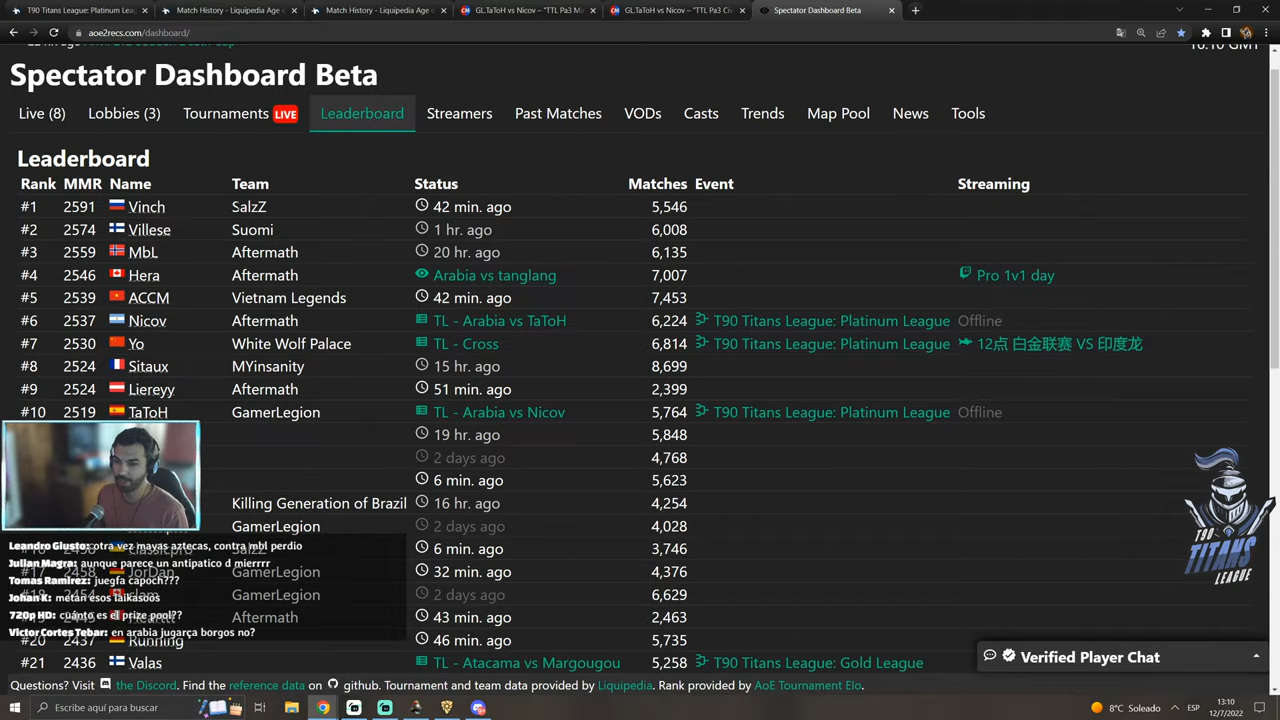 T90 Titans League: Platinum Leag
Match History - Liquipedia Age o
Match History - Liquipedia Age o
GL.TaToH vs Nicov - "TTL Pa3 Ma
GL.TaToH vs Nicov - "TTL Pa3 Civ
Spectator Dashboard Beta
aoe2recs.com/dashboard/
Spectator Dashboard Beta
Live (8) Lobbies (3) Tournaments LIVE Leaderboard Streamers Past Matches VODs Casts Trends Map Pool News Tools
Leaderboard
Rank MMR Name Team Status Matches Event Streaming
#1 2591 Vinch SalzZ 42 min. ago 5,546
#2 2574 Villese Suomi 1 hr. ago 6,008
#3 2559 MbL Aftermath 20 hr. ago 6,135
#4 2546 Hera Aftermath Arabia vs tanglang 7,007 Pro 1v1 day
#5 2539 ACCM Vietnam Legends 42 min. ago 7,453
#6 2537 Nicov Aftermath TL - Arabia vs TaToH 6,224 T90 Titans League: Platinum League Offline
#7 2530 Yo White Wolf Palace TL - Cross 6,814 T90 Titans League: Platinum League 12点 白金联赛 VS 印度龙
#8 2524 Sitaux MYinsanity 15 hr. ago 8,699
#9 2524 Liereyy Aftermath 51 min. ago 2,399
#10 2519 TaToH GamerLegion TL - Arabia vs Nicov 5,764 T90 Titans League: Platinum League Offline
19 hr. ago 5,848
2 days ago 4,768
6 min. ago 5,623
Killing Generation of Brazil 16 hr. ago 4,254
GamerLegion 2 days ago 4,028
SalzZ 6 min. ago 3,746
#17 2458 JorDan GamerLegion 32 min. ago 4,376
2454 GamerLegion 2 days ago 6,629
Aftermath 43 min. ago 2,463
#20 2437 Running 46 min. ago 5,735
#21 2436 Valas TL - Atacama vs Margougou 5,258 T90 Titans League: Gold League
Leandro Giusto: otra vez mayas aztecas, contra mbl perdio
Julian Magra: aunque parece un antipatico d mierrrr
Tomas Ramirez: juegfa capoch???
Johan K: metan esos laikasoios
720p HD: cuánto es el prize pool??
Victor Cortes Tebar: en arabia jugarça borgos no?
T90 TITANS LEAGUE
Verified Player Chat
Questions? Visit the Discord. Find the reference data on github. Tournament and team data provided by Liquipedia. Rank provided by AoE Tournament Elo.
Escribe aquí para buscar
8°C Soleado
ESP
13:10
12/7/2022